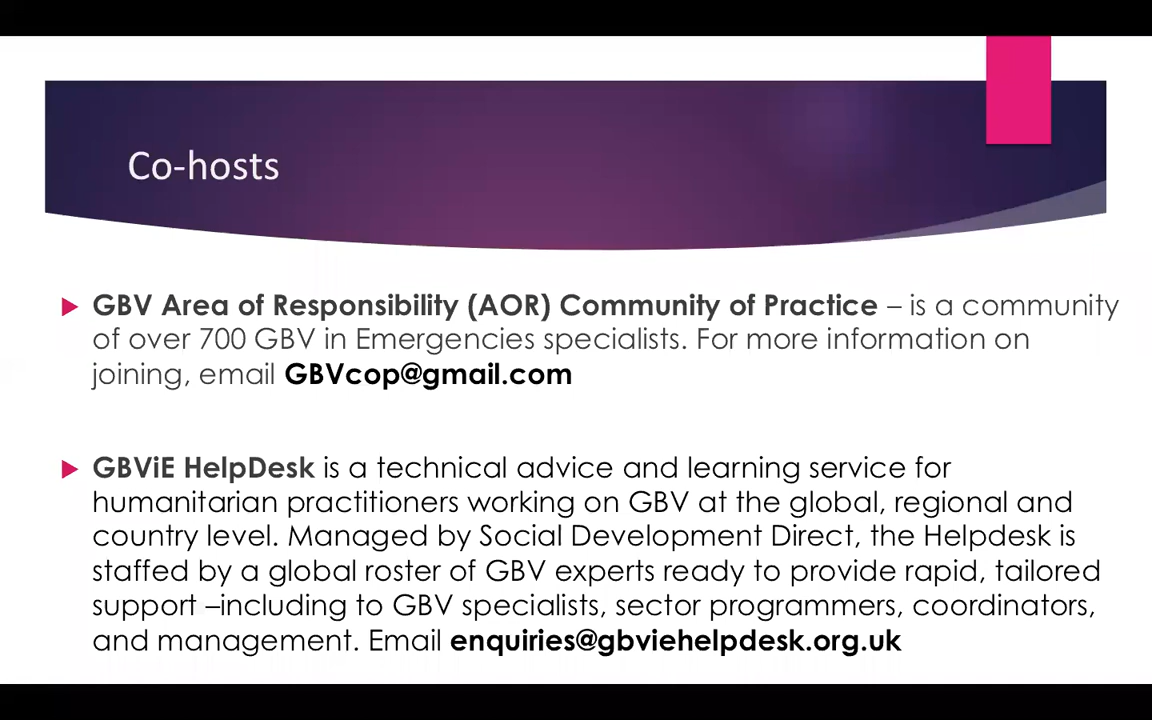 Co-hosts
GBV Area of Responsibility (AOR) Community of Practice – is a community
of over 700 GBV in Emergencies specialists. For more information on
joining, email GBVcop@gmail.com
GBViE HelpDesk is a technical advice and learning service for
humanitarian practitioners working on GBV at the global, regional and
country level. Managed by Social Development Direct, the Helpdesk is
staffed by a global roster of GBV experts ready to provide rapid, tailored
support –including to GBV specialists, sector programmers, coordinators,
and management. Email enquiries@gbviehelpdesk.org.uk